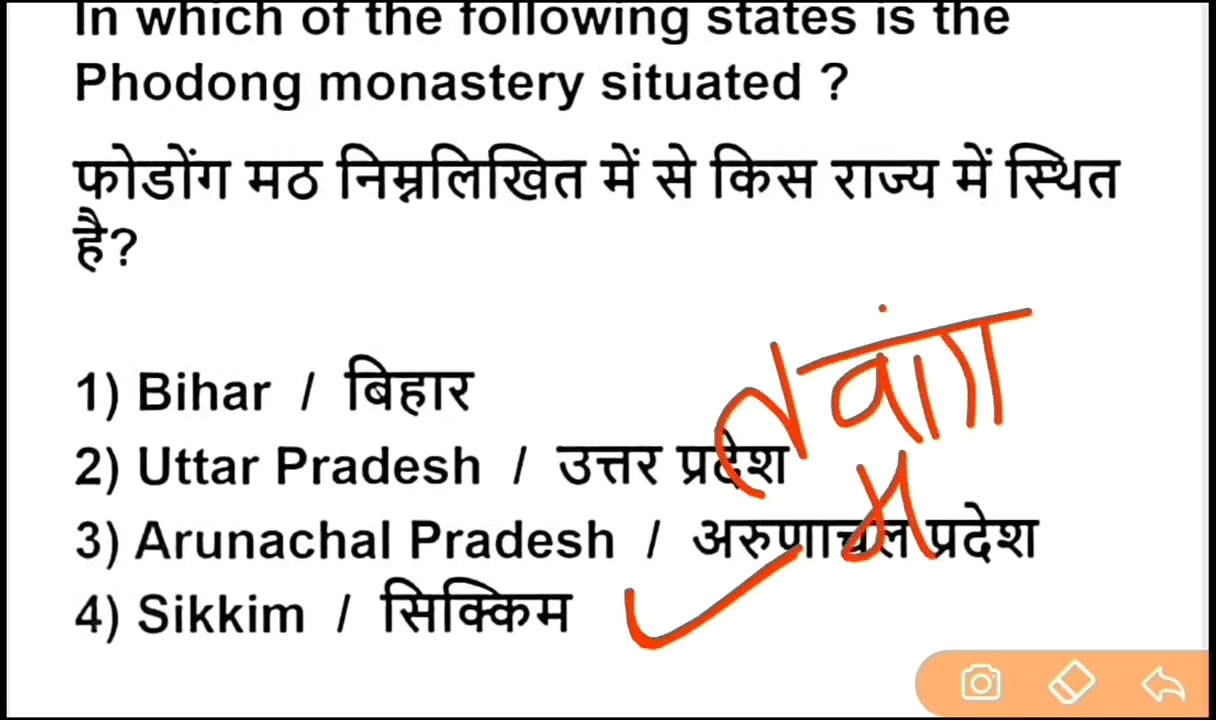 In which of the following states is the
Phodong monastery situated ?
फोडोंग मठ निम्नलिखित में से किस राज्य में स्थित
है?
तवांग
म
1) Bihar / बिहार
2) Uttar Pradesh / उत्तर प्रदेश
3) Arunachal Pradesh / अरुणाचल प्रदेश
4) Sikkim / सिक्किम